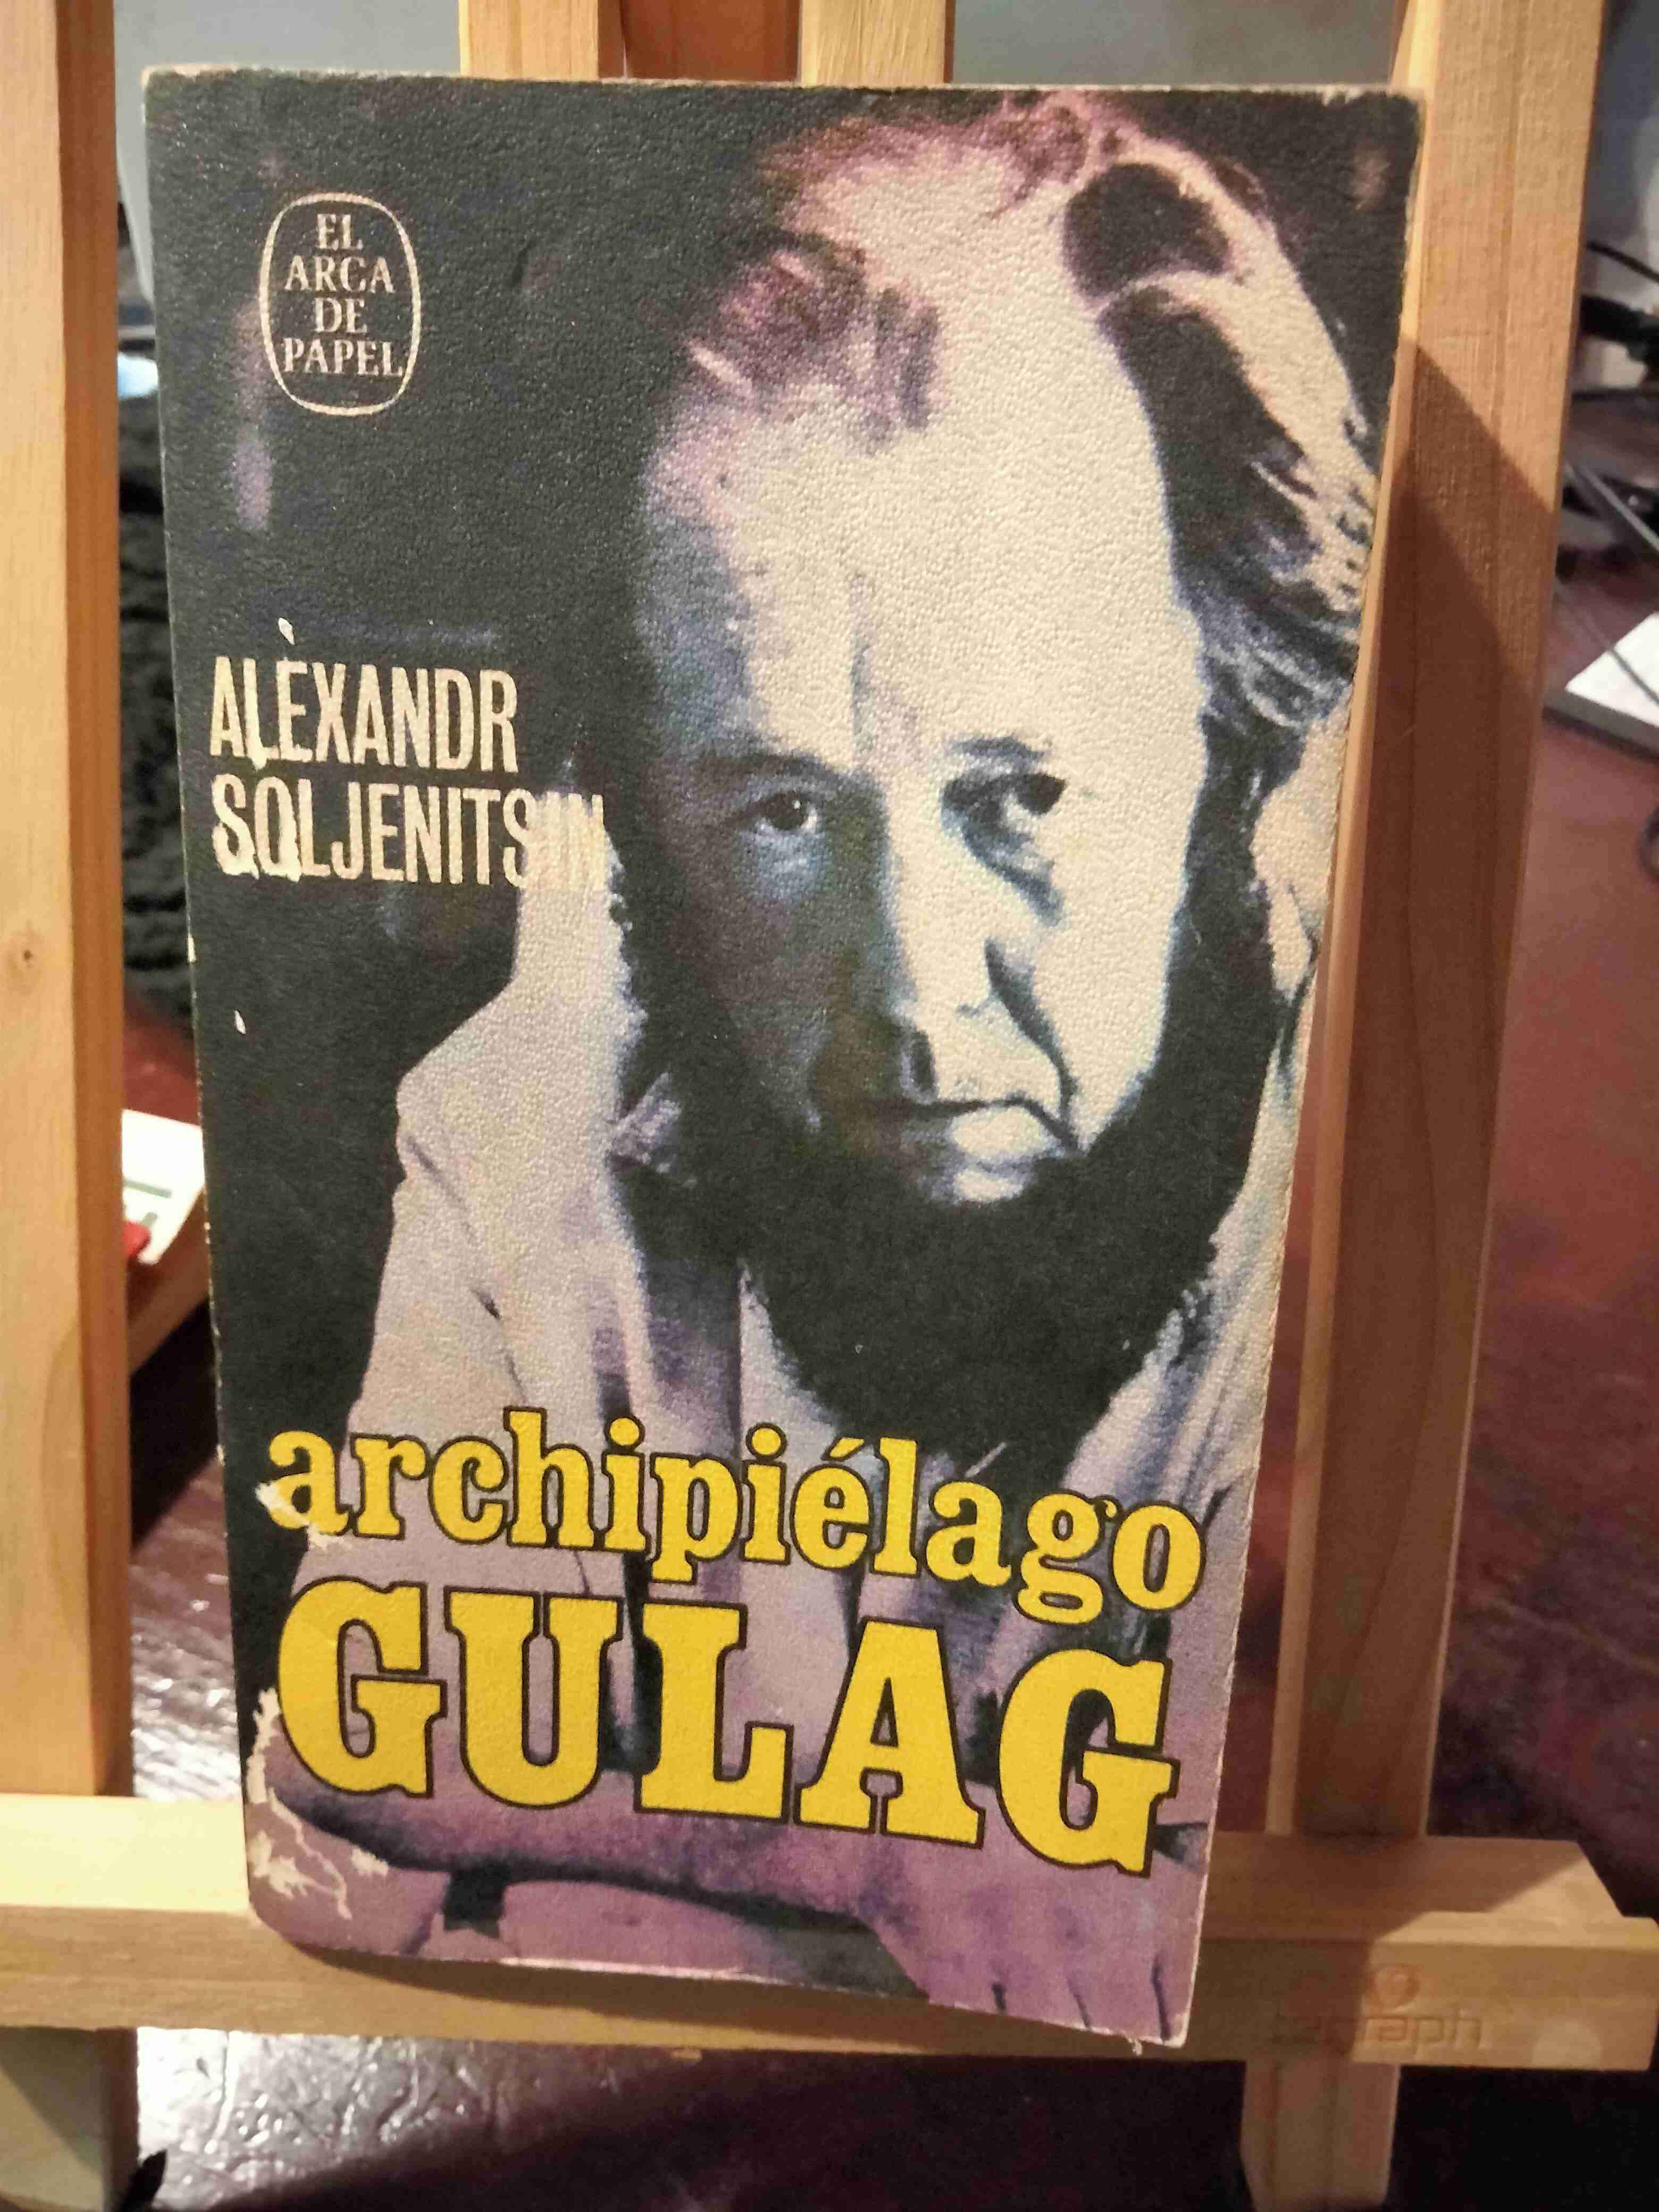 EL
ARCA
DE
PAPEL
ALEXANDR
SOLJENITSIN
archipiélago
GULAG